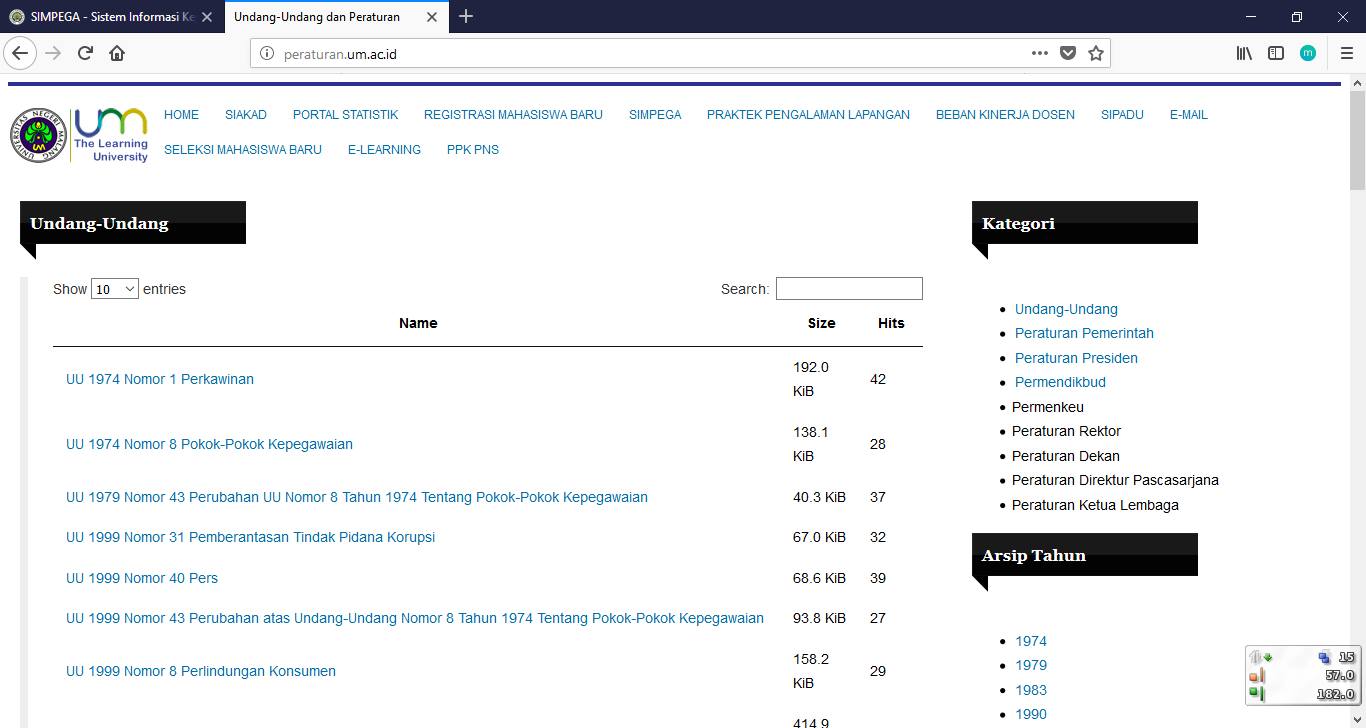 SIMPEGA - Sistem Informasi Ke
Undang-Undang dan Peraturan
peraturan.um.ac.id
UNIVERSITAS NEGERI MALANG
UM
um
The Learning
University
HOME SIAKAD PORTAL STATISTIK REGISTRASI MAHASISWA BARU SIMPEGA PRAKTEK PENGALAMAN LAPANGAN BEBAN KINERJA DOSEN SIPADU E-MAIL
SELEKSI MAHASISWA BARU E-LEARNING PPK PNS
Undang-Undang
Show 10 entries
Search:
Name Size Hits
UU 1974 Nomor 1 Perkawinan 192.0 KiB 42
UU 1974 Nomor 8 Pokok-Pokok Kepegawaian 138.1 KiB 28
UU 1979 Nomor 43 Perubahan UU Nomor 8 Tahun 1974 Tentang Pokok-Pokok Kepegawaian 40.3 KiB 37
UU 1999 Nomor 31 Pemberantasan Tindak Pidana Korupsi 67.0 KiB 32
UU 1999 Nomor 40 Pers 68.6 KiB 39
UU 1999 Nomor 43 Perubahan atas Undang-Undang Nomor 8 Tahun 1974 Tentang Pokok-Pokok Kepegawaian 93.8 KiB 27
UU 1999 Nomor 8 Perlindungan Konsumen 158.2 KiB 29
414.9
Kategori
Undang-Undang
Peraturan Pemerintah
Peraturan Presiden
Permendikbud
Permenkeu
Peraturan Rektor
Peraturan Dekan
Peraturan Direktur Pascasarjana
Peraturan Ketua Lembaga
Arsip Tahun
1974
1979
1983
1990
m
15
57.0
182.0